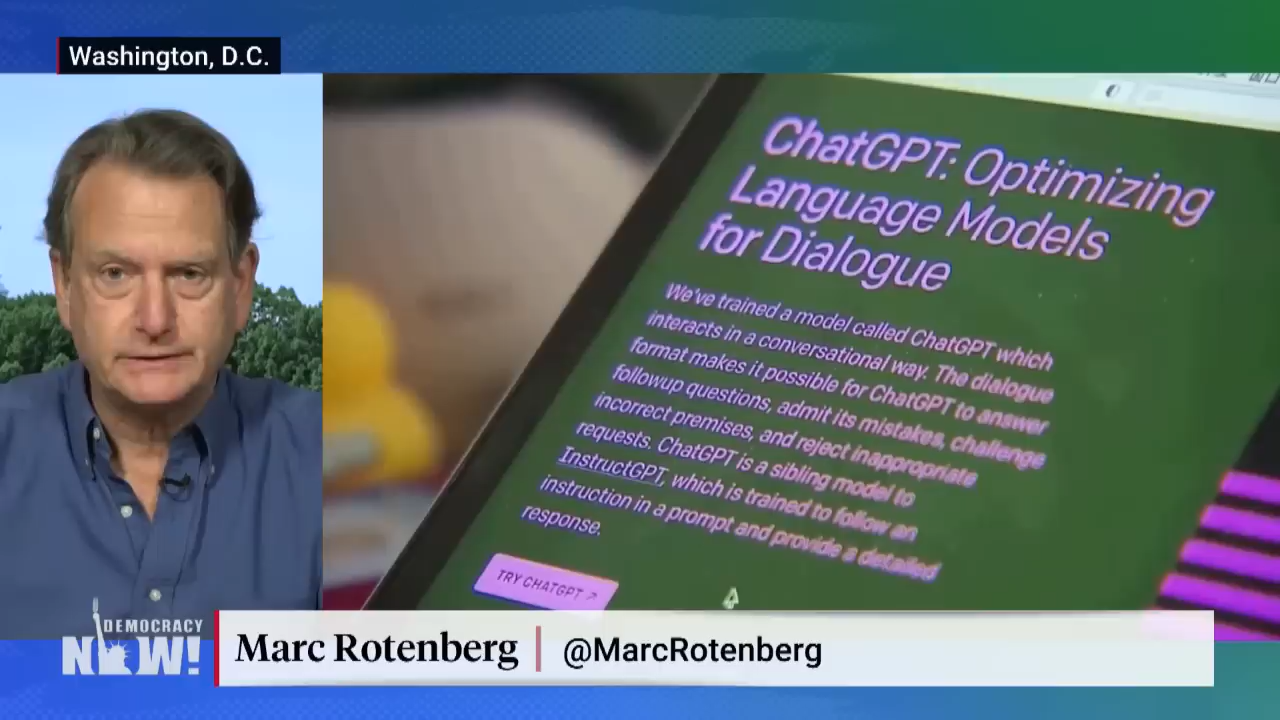 Washington, D.C.
ChatGPT: Optimizing
Language Models
for Dialogue
We've trained a model called ChatGPT which
interacts in a conversational way. The dialogue
format makes it possible for ChatGPT to answer
followup questions, admit its mistakes, challenge
incorrect premises, and reject inappropriate
requests. ChatGPT is a sibling model to
InstructGPT, which is trained to follow an
instruction in a prompt and provide a detailed
response.
TRY CHATGPT ↗
DEMOCRACY
NOW!
Marc Rotenberg | @MarcRotenberg